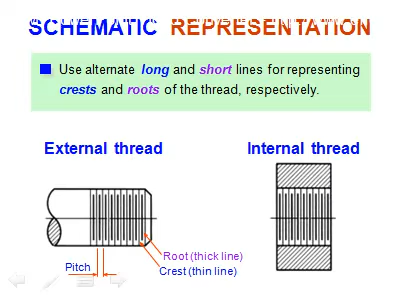 SCHEMATIC REPRESENTATION
Use alternate long and short lines for representing
crests and roots of the thread, respectively.
External thread
Internal thread
Root (thick line)
Pitch
Crest (thin line)